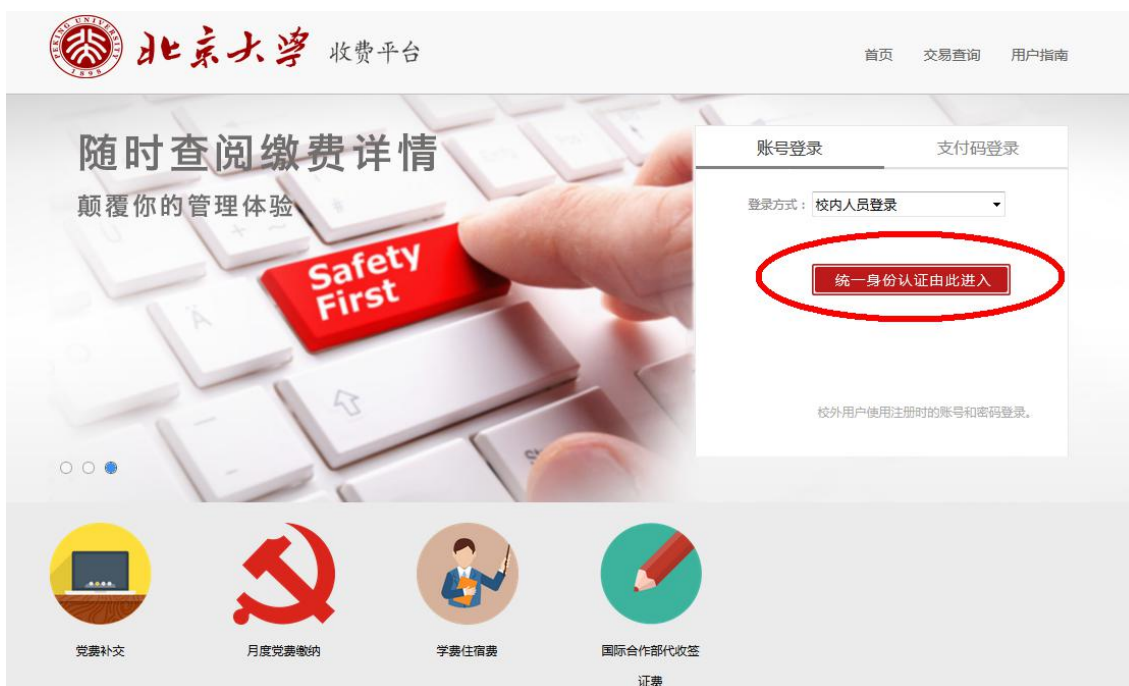 PEKING UNIVERSITY
1898
北京大学 收费平台
首页 交易查询 用户指南
随时查阅缴费详情
颠覆你的管理体验
Safety
First
账号登录 支付码登录
登录方式：校内人员登录
统一身份认证由此进入
校外用户使用注册时的账号和密码登录。
党费补交
月度党费缴纳
学费住宿费
国际合作部代收签
证费